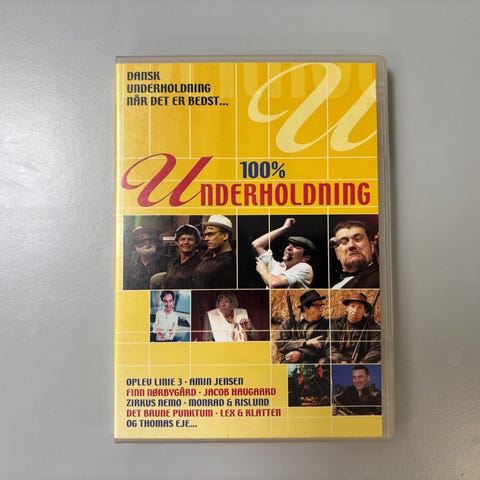 DANSK
UNDERHOLDNING
NÅR DET ER BEDST...
U
100%
UNDERHOLDNING
OPLEV LINIE 3 · AMIN JENSEN
FINN NØRBYGÅRD · JACOB HAUGAARD
ZIRKUS NEMO · MONRAD & RISLUND
DET BRUNE PUNKTUM · LEX & KLATTEN
OG THOMAS EJE...